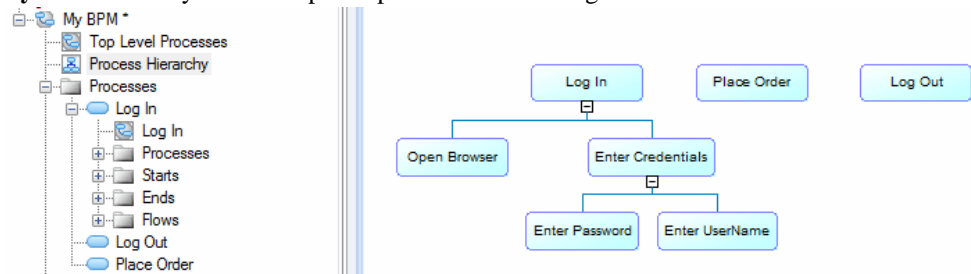 My BPM *
Top Level Processes
Process Hierarchy
Processes
Log In
Log In
Processes
Starts
Ends
Flows
Log Out
Place Order
Log In
Place Order
Log Out
Open Browser
Enter Credentials
Enter Password
Enter UserName